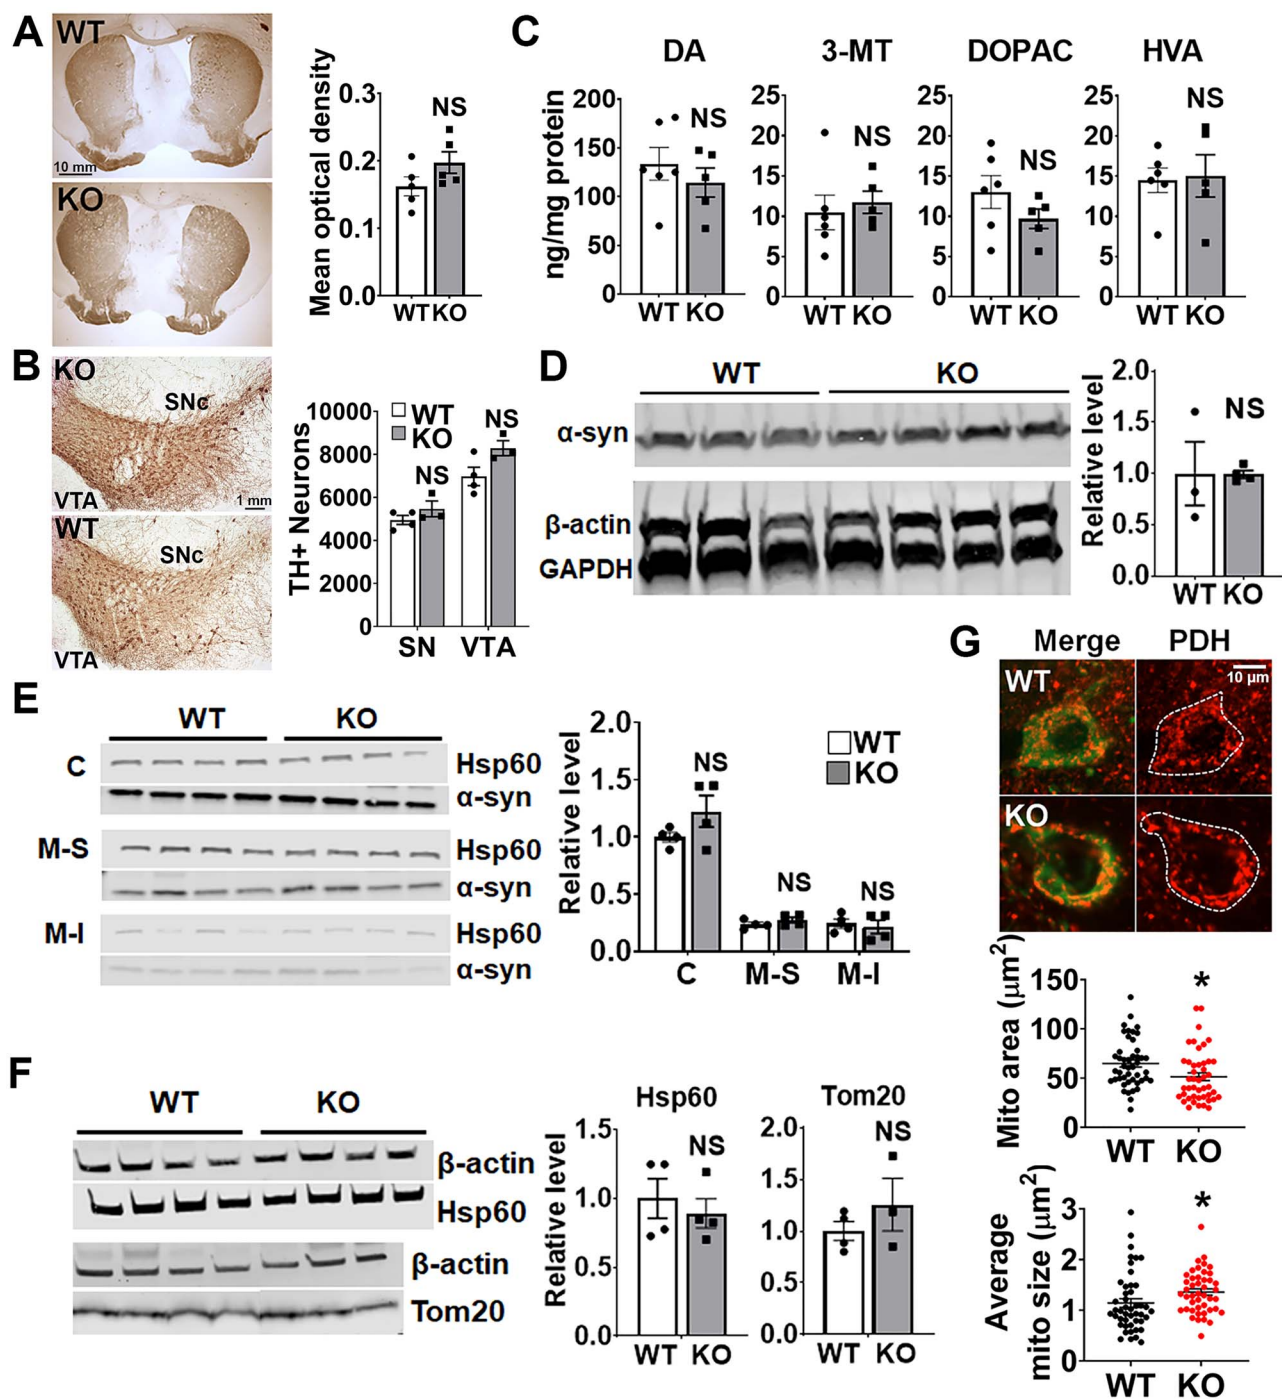 A
WT
10 mm
KO
Mean optical density
0.3
0.2
0.1
0.0
NS
WT KO
C
DA
3-MT
DOPAC
HVA
ng/mg protein
200
150
100
50
0
NS
WT KO
25
20
15
10
5
0
NS
WT KO
25
20
15
10
5
0
NS
WT KO
25
20
15
10
5
0
NS
WT KO
B
KO
SNc
VTA
1 mm
WT
SNc
VTA
TH+ Neurons
10000
8000
6000
4000
2000
0
WT
KO
NS
NS
SN
VTA
D
WT
KO
α-syn
β-actin
GAPDH
Relative level
2.0
1.5
1.0
0.5
0.0
NS
WT KO
E
WT
KO
C
Hsp60
α-syn
M-S
Hsp60
α-syn
M-I
Hsp60
α-syn
Relative level
2.0
1.5
1.0
0.5
0.0
WT
KO
NS
NS
NS
C
M-S
M-I
F
WT
KO
β-actin
Hsp60
β-actin
Tom20
Hsp60
Relative level
1.5
1.0
0.5
0.0
NS
WT KO
Tom20
2.0
1.5
1.0
0.5
0.0
NS
WT KO
G
Merge
PDH
WT
10 μm
KO
Mito area (μm²)
150
100
50
0
*
WT KO
Average
mito size (μm²)
3
2
1
0
*
WT KO